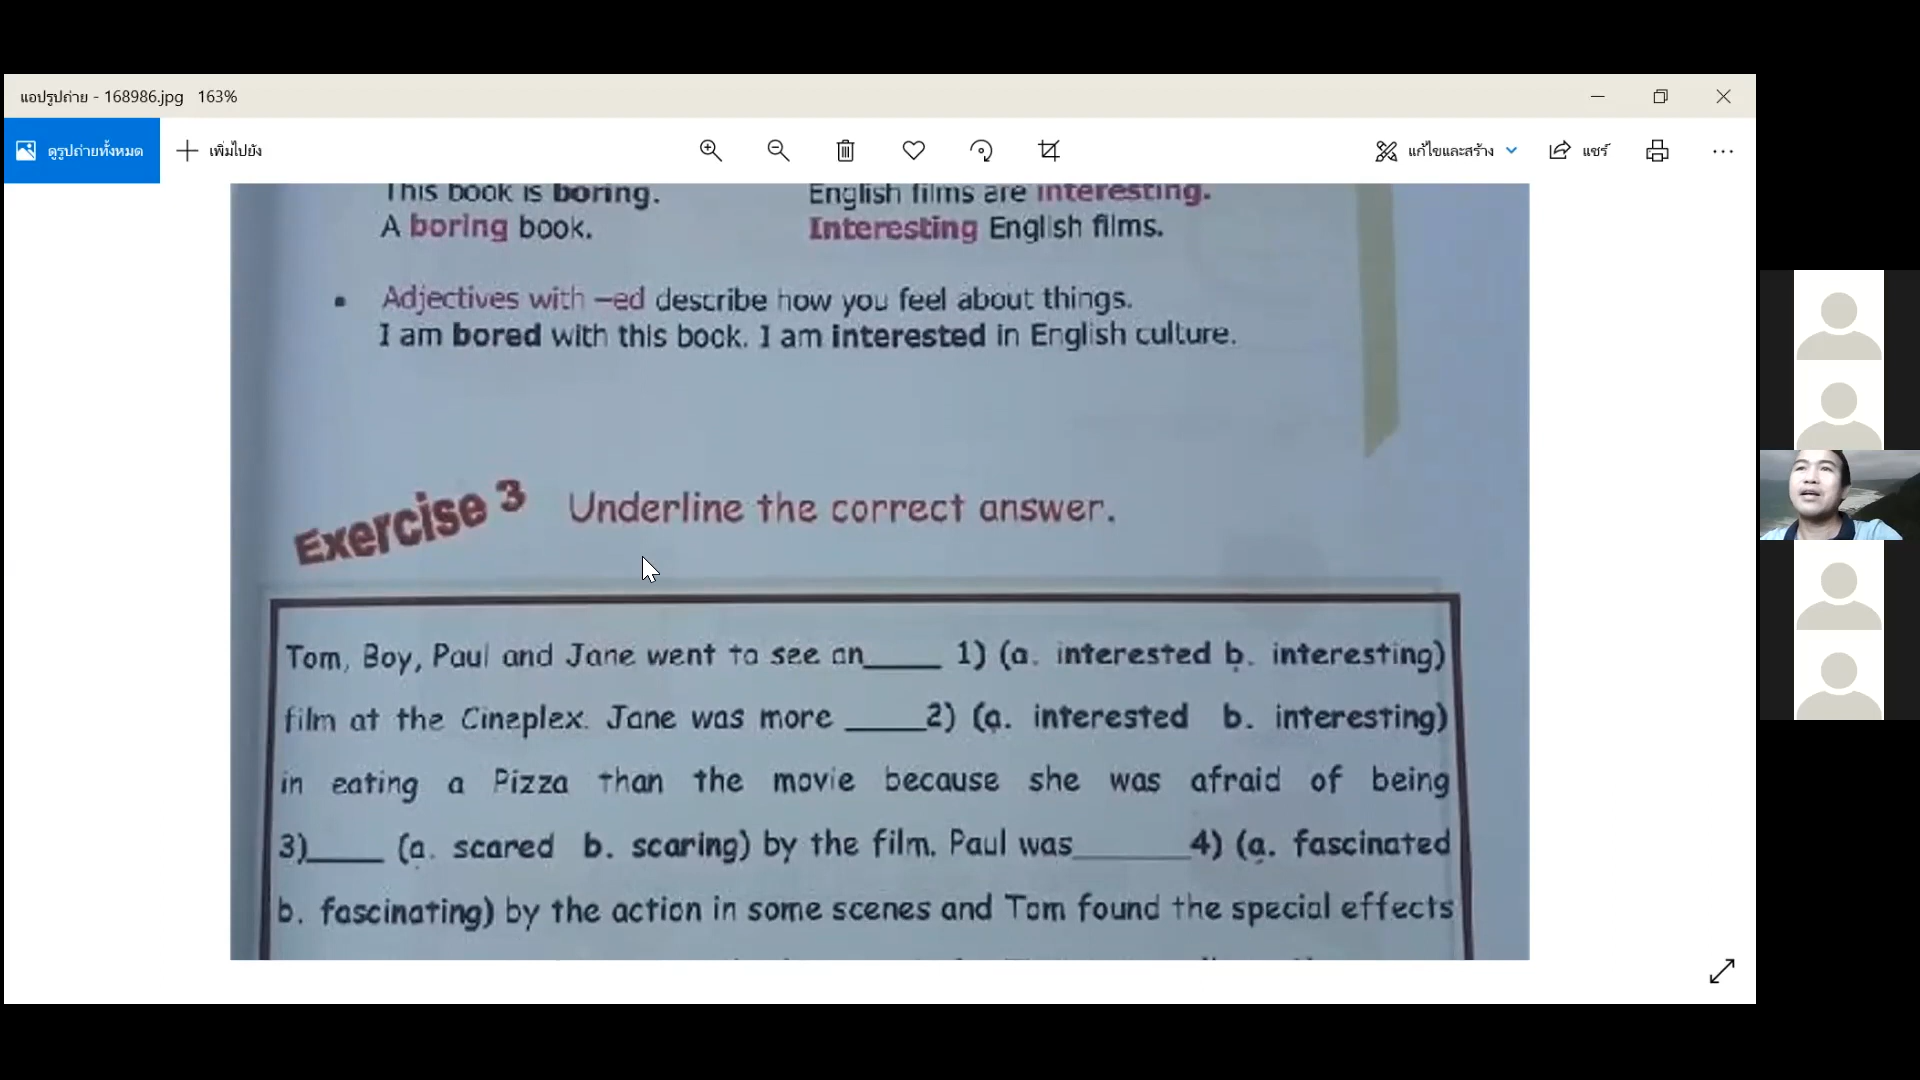 แอปรูปถ่าย - 168986.jpg 163%
ดูรูปถ่ายทั้งหมด
เพิ่มไปยัง
แก้ไขและสร้าง
แชร์
This book is boring.
English films are interesting.
A boring book.
Interesting English films.
Adjectives with –ed describe how you feel about things.
I am bored with this book. I am interested in English culture.
Exercise 3 Underline the correct answer.
Tom, Boy, Paul and Jane went to see an____ 1) (a. interested b. interesting)
film at the Cineplex. Jane was more ____2) (a. interested b. interesting)
in eating a Pizza than the movie because she was afraid of being
3)____ (a. scared b. scaring) by the film. Paul was______4) (a. fascinated
b. fascinating) by the action in some scenes and Tom found the special effects